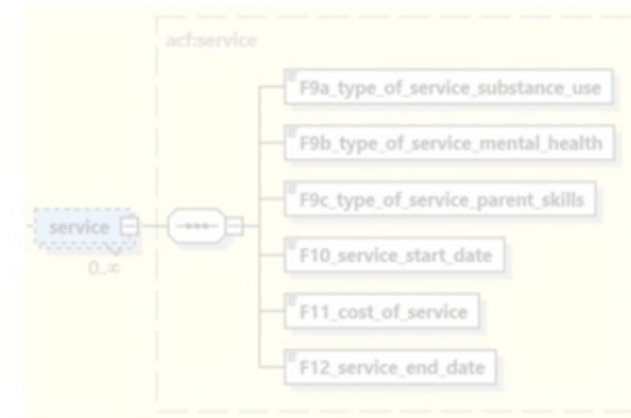 acf:service
F9a_type_of_service_substance_use
F9b_type_of_service_mental_health
F9c_type_of_service_parent_skills
service
0..∞
F10_service_start_date
F11_cost_of_service
F12_service_end_date